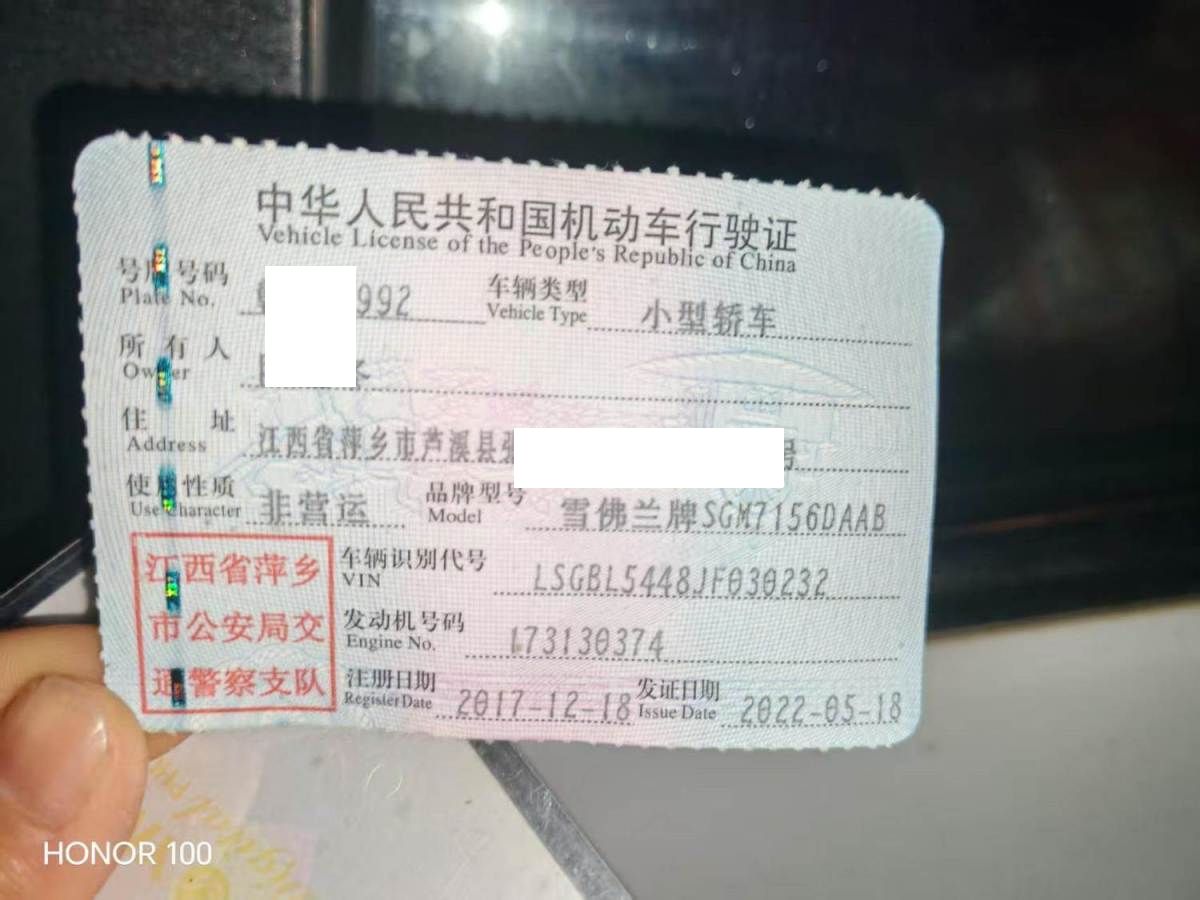 中华人民共和国机动车行驶证
Vehicle License of the People's Republic of China
号牌号码 992 车辆类型 小型轿车
Plate No. Vehicle Type
所有人
Owner
住址 江西省萍乡市芦溪县 号
Address
使用性质 非营运 品牌型号 雪佛兰牌SGM7156DAAB
Use Character Model
江西省萍乡
市公安局交
通警察支队
车辆识别代号 LSGBL5448JF030232
VIN
发动机号码 173130374
Engine No.
注册日期 2017-12-18 发证日期 2022-05-18
Register Date Issue Date
HONOR 100